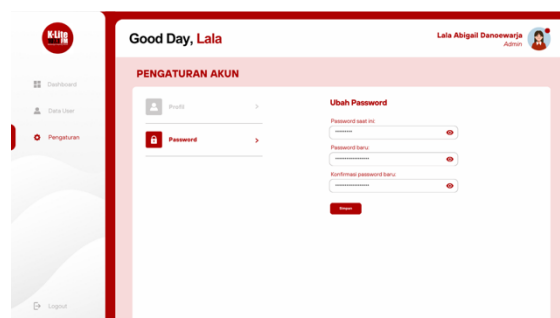 K-Lite
FM
Good Day, Lala
Lala Abigail Danoewarja
Admin
PENGATURAN AKUN
Dashboard
Data User
Pengaturan
Logout
Profil
Password
Ubah Password
Password saat ini:
Password baru:
Konfirmasi password baru:
Simpan